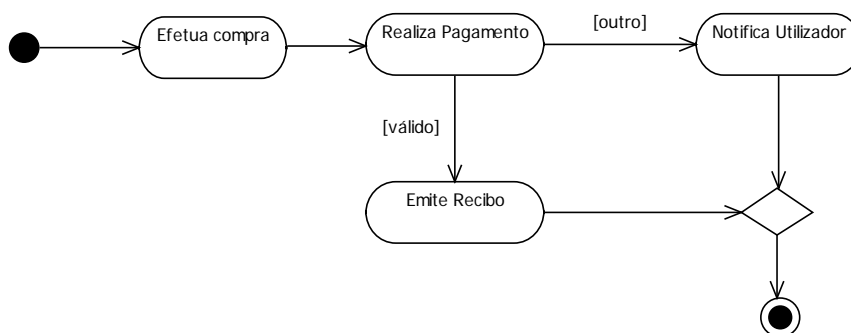 Efetua compra
Realiza Pagamento
[outro]
Notifica Utilizador
[válido]
Emite Recibo